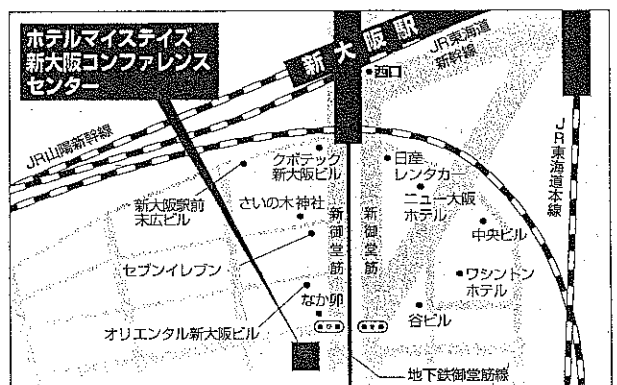 ホテルマイステイズ
新大阪コンファレンス
センター
新大阪駅
JR東海道
新幹線
西口
JR山陽新幹線
JR東海道本線
クボテック
新大阪ビル
日産
レンタカー
新大阪駅前
末広ビル
さいの木神社
ニュー大阪
ホテル
新御堂筋
新御堂筋
中央ビル
セブンイレブン
ワシントン
ホテル
なか卯
谷ビル
オリエンタル新大阪ビル
地下鉄御堂筋線